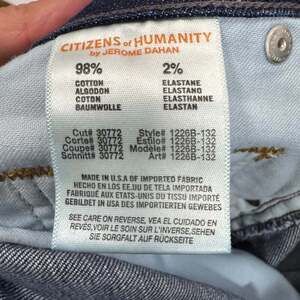 CITIZENS of HUMANITY
by JEROME DAHAN
98% 2%
COTTON ELASTANE
ALGODON ELASTANO
COTON ELASTHANNE
BAUMWOLLE ELASTAN
Cut# 30772 Style# 1226B-132
Corte# 30772 Estilo# 1226B-132
Coupe# 30772 Modèle# 1226B-132
Schnitt# 30772 Art# 1226B-132
MADE IN U.S.A OF IMPORTED FABRIC
HECHO EN LOS EE.UU DE TELA IMPORTADA
FABRIQUÉ AUX ETATS-UNIS DU TISSU IMPORTÉ
GEBILDET IN USA DES IMPORTIERTEN GEWEBES
SEE CARE ON REVERSE, VEA EL CUIDADO EN
REVES,VOIR LE SOIN SUR L'INVERSE,SEHEN
SIE SORGFALT AUF RÜCKSEITE